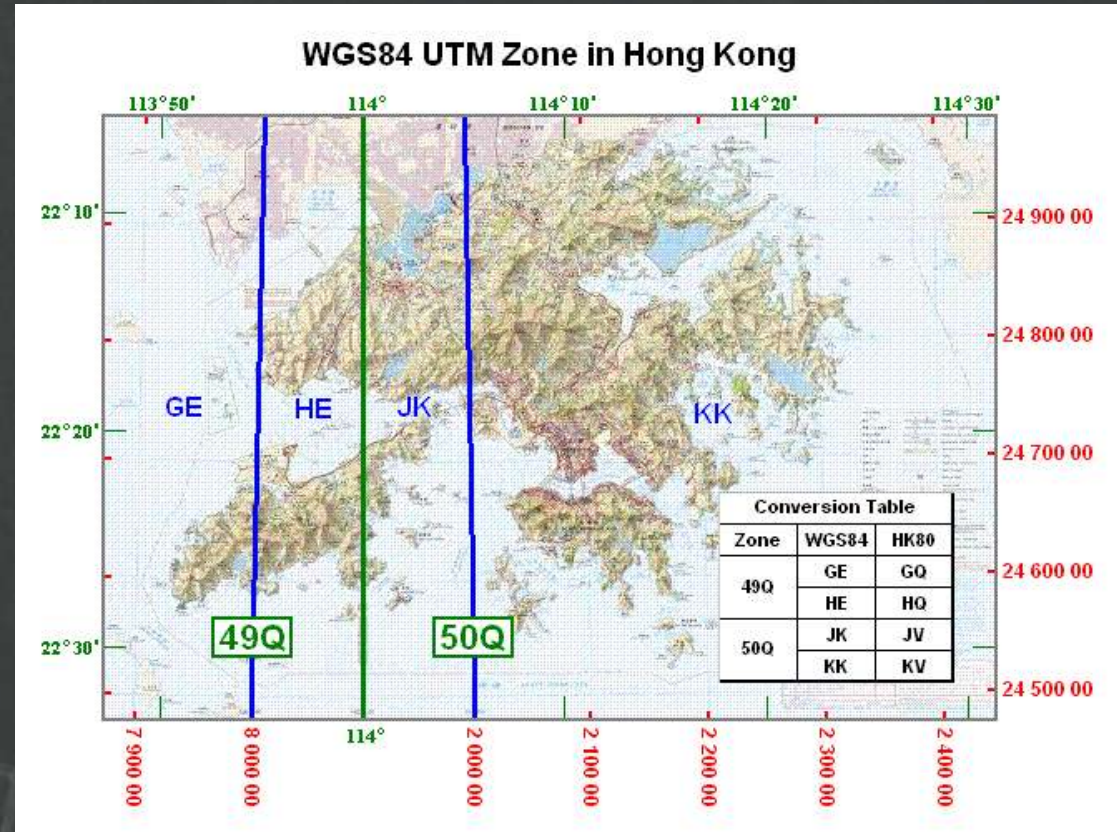 WGS84 UTM Zone in Hong Kong
113°50' 114° 114°10' 114°20' 114°30'
22°10'
24 900 00
24 800 00
GE HE JK KK
22°20'
24 700 00
Conversion Table
Zone WGS84 HK80
49Q GE GQ
HE HQ
50Q JK JV
KK KV
24 600 00
22°30'
49Q 50Q
24 500 00
7 900 00
8 000 00
114°
2 000 00
2 100 00
2 200 00
2 300 00
2 400 00